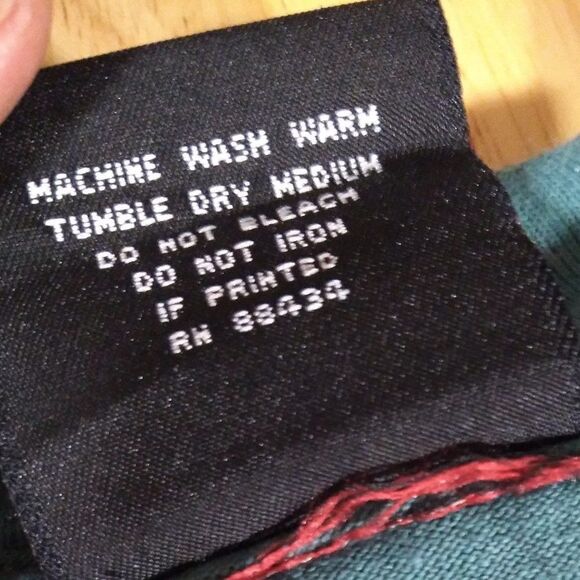 MACHINE WASH WARM
TUMBLE DRY MEDIUM
DO NOT BLEACH
DO NOT IRON
IF PRINTED
RN 88434